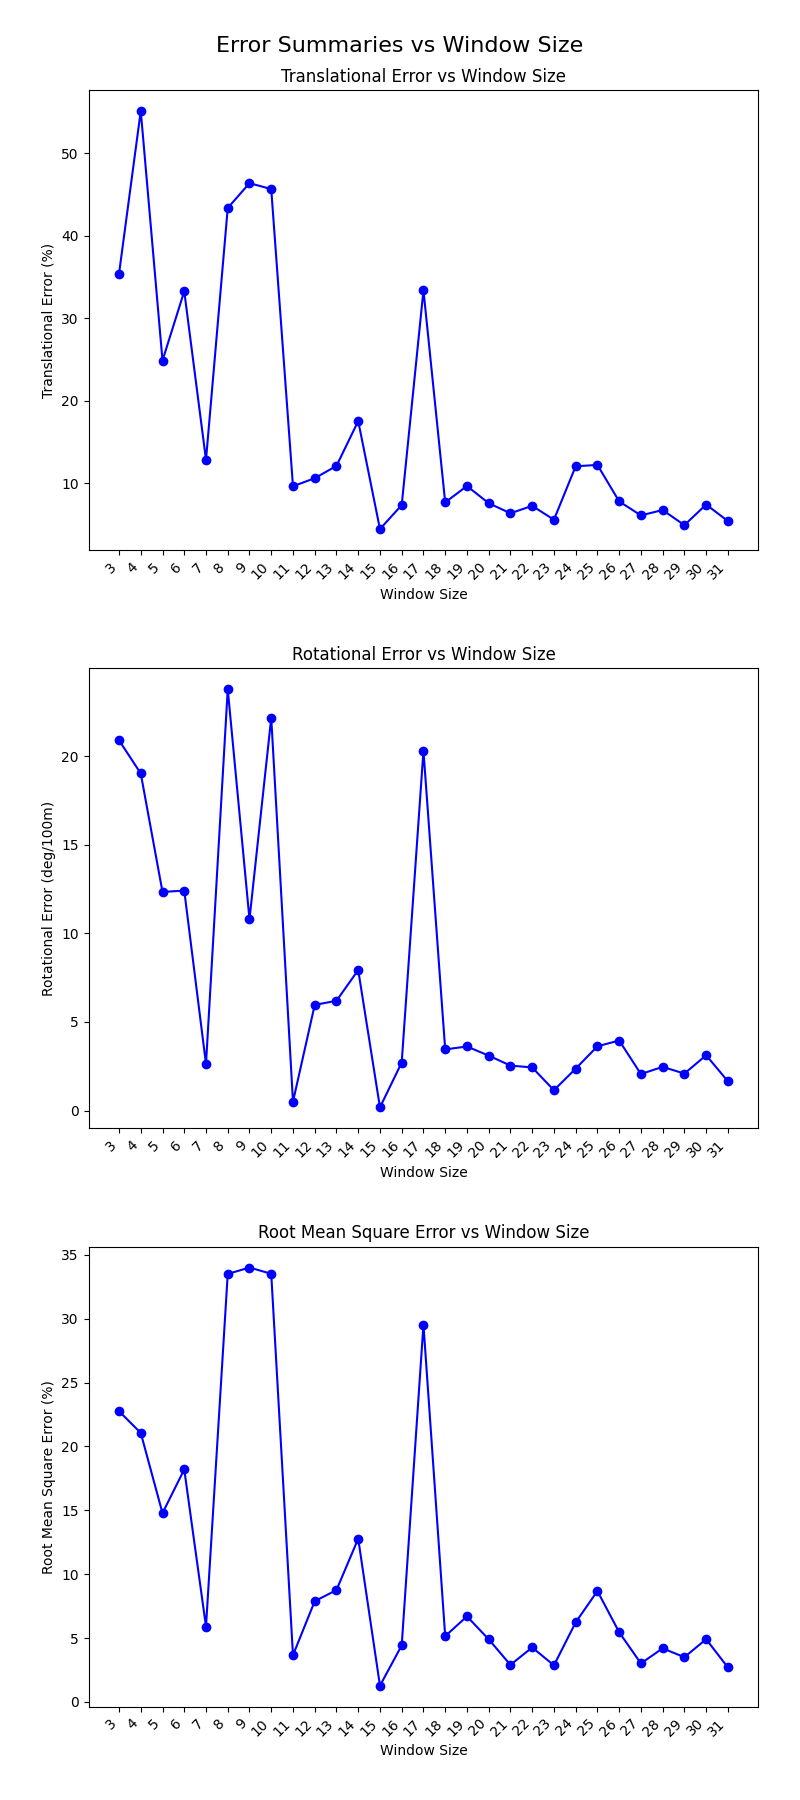 Error Summaries vs Window Size
Translational Error vs Window Size
Translational Error (%)
50
40
30
20
10
3 4 5 6 7 8 9 10 11 12 13 14 15 16 17 18 19 20 21 22 23 24 25 26 27 28 29 30 31
Window Size
Rotational Error vs Window Size
Rotational Error (deg/100m)
20
15
10
5
0
3 4 5 6 7 8 9 10 11 12 13 14 15 16 17 18 19 20 21 22 23 24 25 26 27 28 29 30 31
Window Size
Root Mean Square Error vs Window Size
Root Mean Square Error (%)
35
30
25
20
15
10
5
0
3 4 5 6 7 8 9 10 11 12 13 14 15 16 17 18 19 20 21 22 23 24 25 26 27 28 29 30 31
Window Size